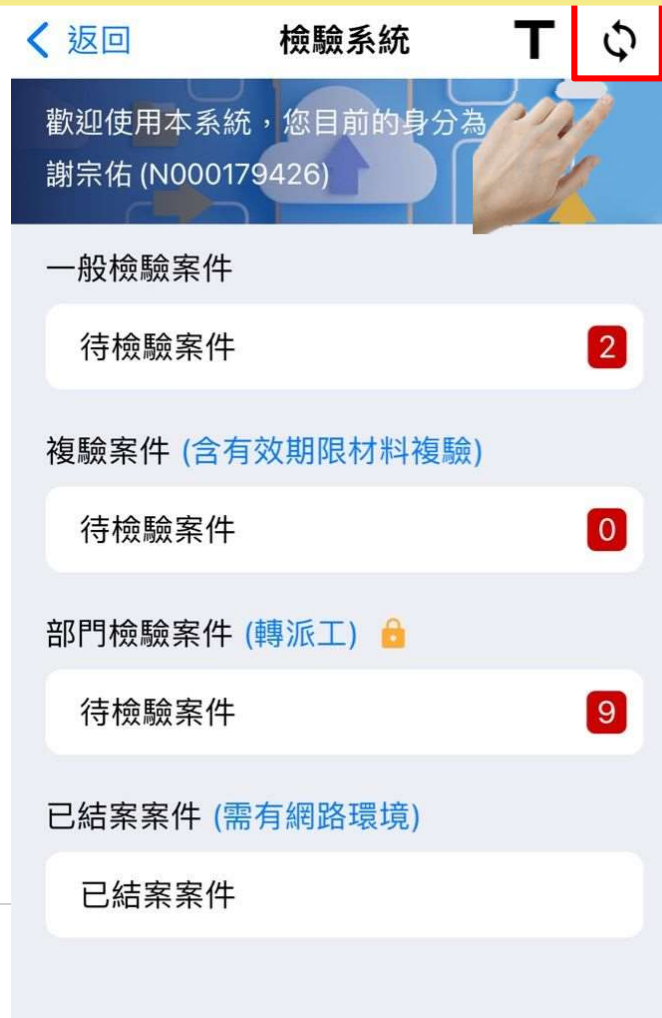 返回
檢驗系統
T
歡迎使用本系統，您目前的身分為
謝宗佑 (N000179426)
一般檢驗案件
待檢驗案件
2
複驗案件 (含有效期限材料複驗)
待檢驗案件
0
部門檢驗案件 (轉派工)
待檢驗案件
9
已結案案件 (需有網路環境)
已結案案件